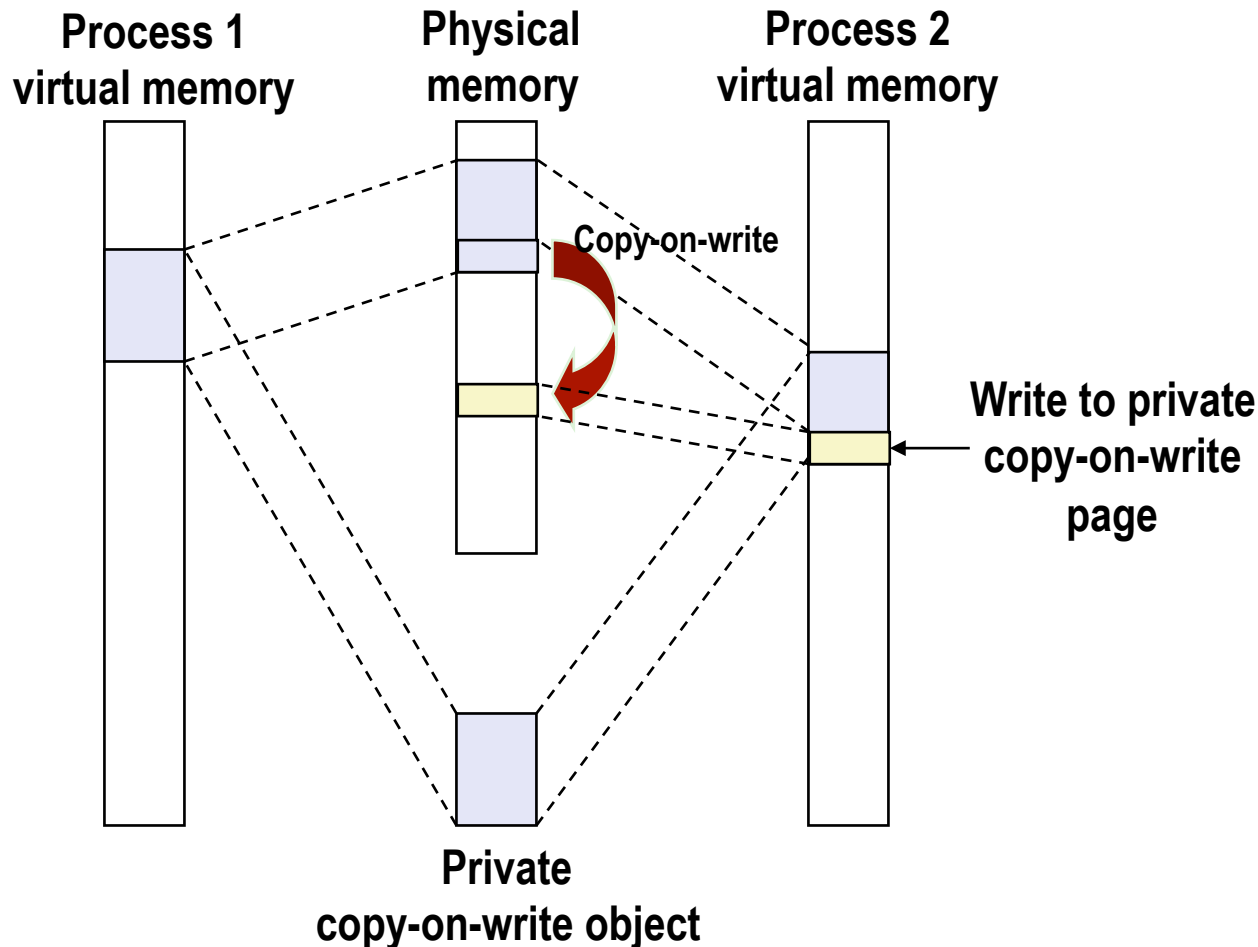 Process 1
virtual memory
Physical
memory
Process 2
virtual memory
Copy-on-write
Write to private
copy-on-write
page
Private
copy-on-write object